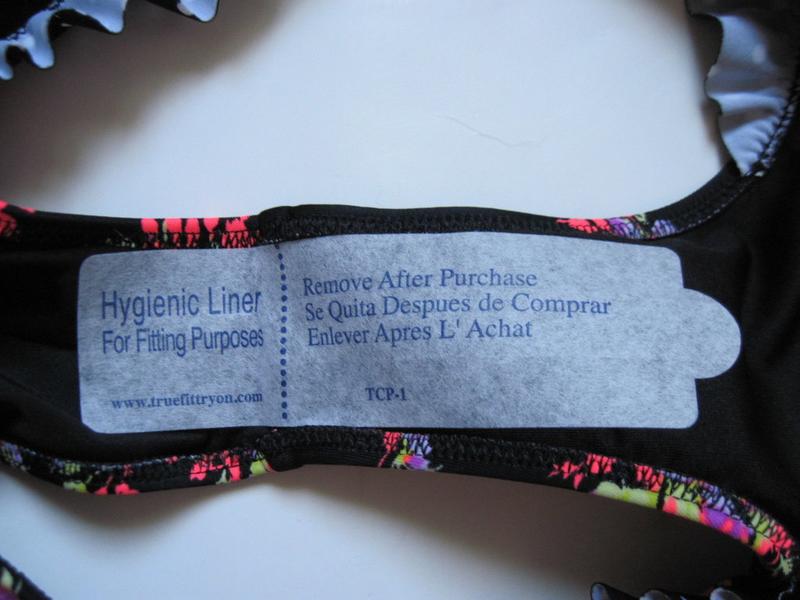 Hygienic Liner
For Fitting Purposes
www.truefittryon.com
Remove After Purchase
Se Quita Despues de Comprar
Enlever Apres L' Achat
TCP-1